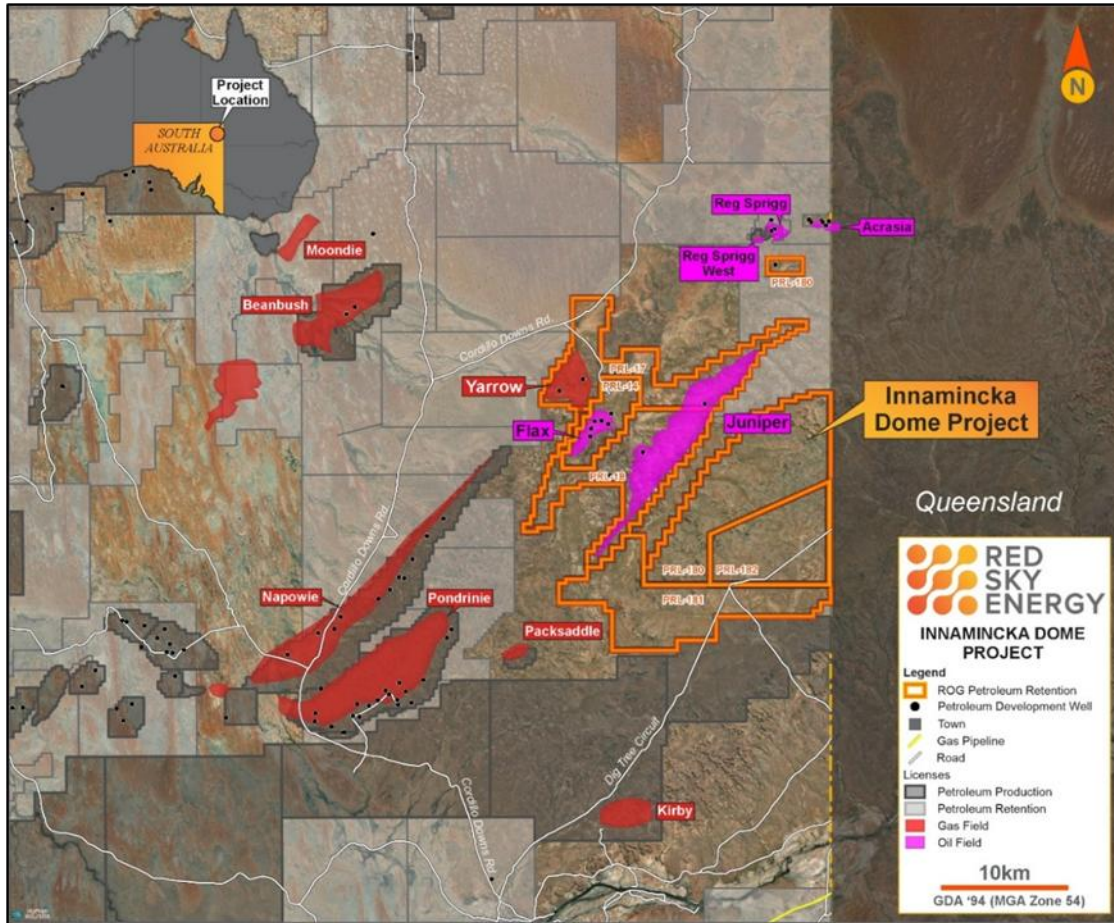 Project
Location
SOUTH
AUSTRALIA
N
Moondie
Beanbush
Reg Sprigg
Acrasia
Reg Sprigg
West
PRL-180
Cordillo Downs Rd.
PRL-17
PRL-14
Yarrow
Flax
Juniper
Innamincka
Dome Project
PRL-18
Queensland
Cordillo Downs Rd.
Napowie
Pondrinie
Packsaddle
PRL-180
PRL-182
PRL-181
Dig Tree Circuit
Cordillo Downs Rd.
Kirby
RED
SKY
ENERGY
INNAMINCKA DOME
PROJECT
Legend
ROG Petroleum Retention
Petroleum Development Well
Town
Gas Pipeline
Road
Licenses
Petroleum Production
Petroleum Retention
Gas Field
Oil Field
10km
GDA '94 (MGA Zone 54)